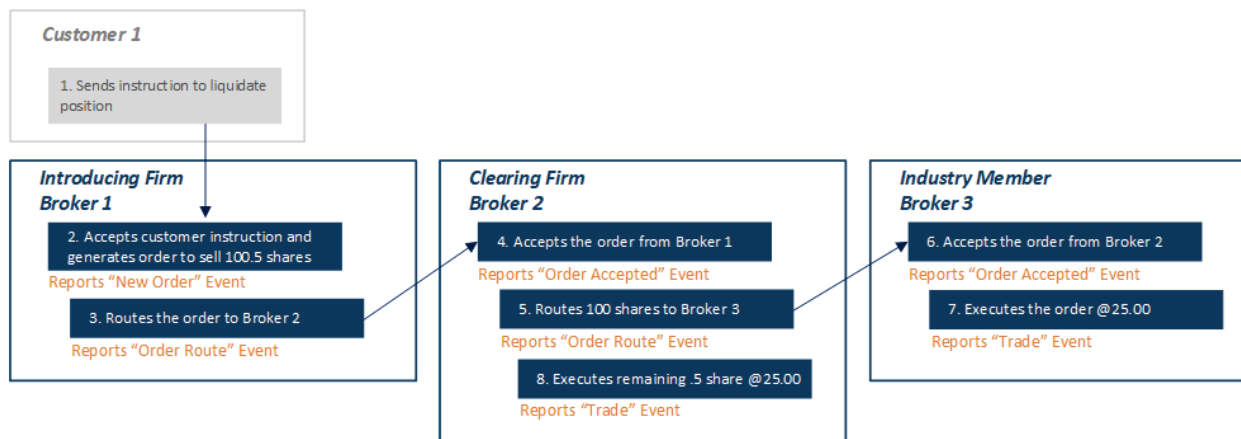 Customer 1
1. Sends instruction to liquidate
position
Introducing Firm
Broker 1
2. Accepts customer instruction and
generates order to sell 100.5 shares
Reports “New Order” Event
3. Routes the order to Broker 2
Reports “Order Route” Event
Clearing Firm
Broker 2
4. Accepts the order from Broker 1
Reports “Order Accepted” Event
5. Routes 100 shares to Broker 3
Reports “Order Route” Event
8. Executes remaining .5 share @25.00
Reports “Trade” Event
Industry Member
Broker 3
6. Accepts the order from Broker 2
Reports “Order Accepted” Event
7. Executes the order @25.00
Reports “Trade” Event